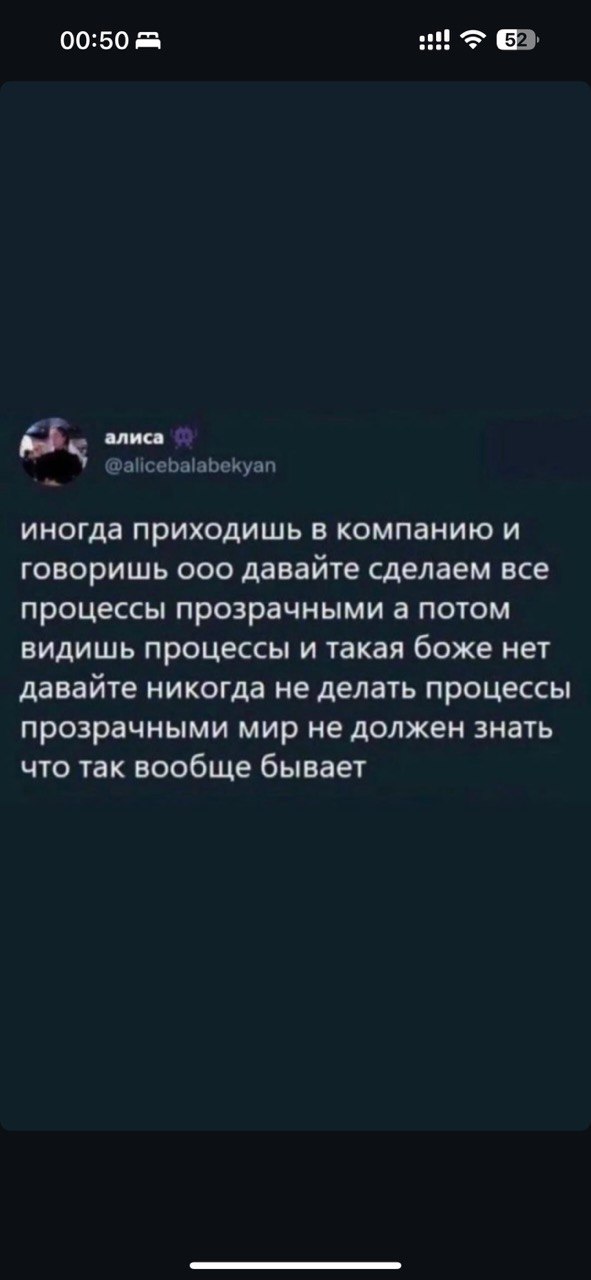 00:50
52
алиса
@alicebalabekyan
иногда приходишь в компанию и
говоришь ооо давайте сделаем все
процессы прозрачными а потом
видишь процессы и такая боже нет
давайте никогда не делать процессы
прозрачными мир не должен знать
что так вообще бывает